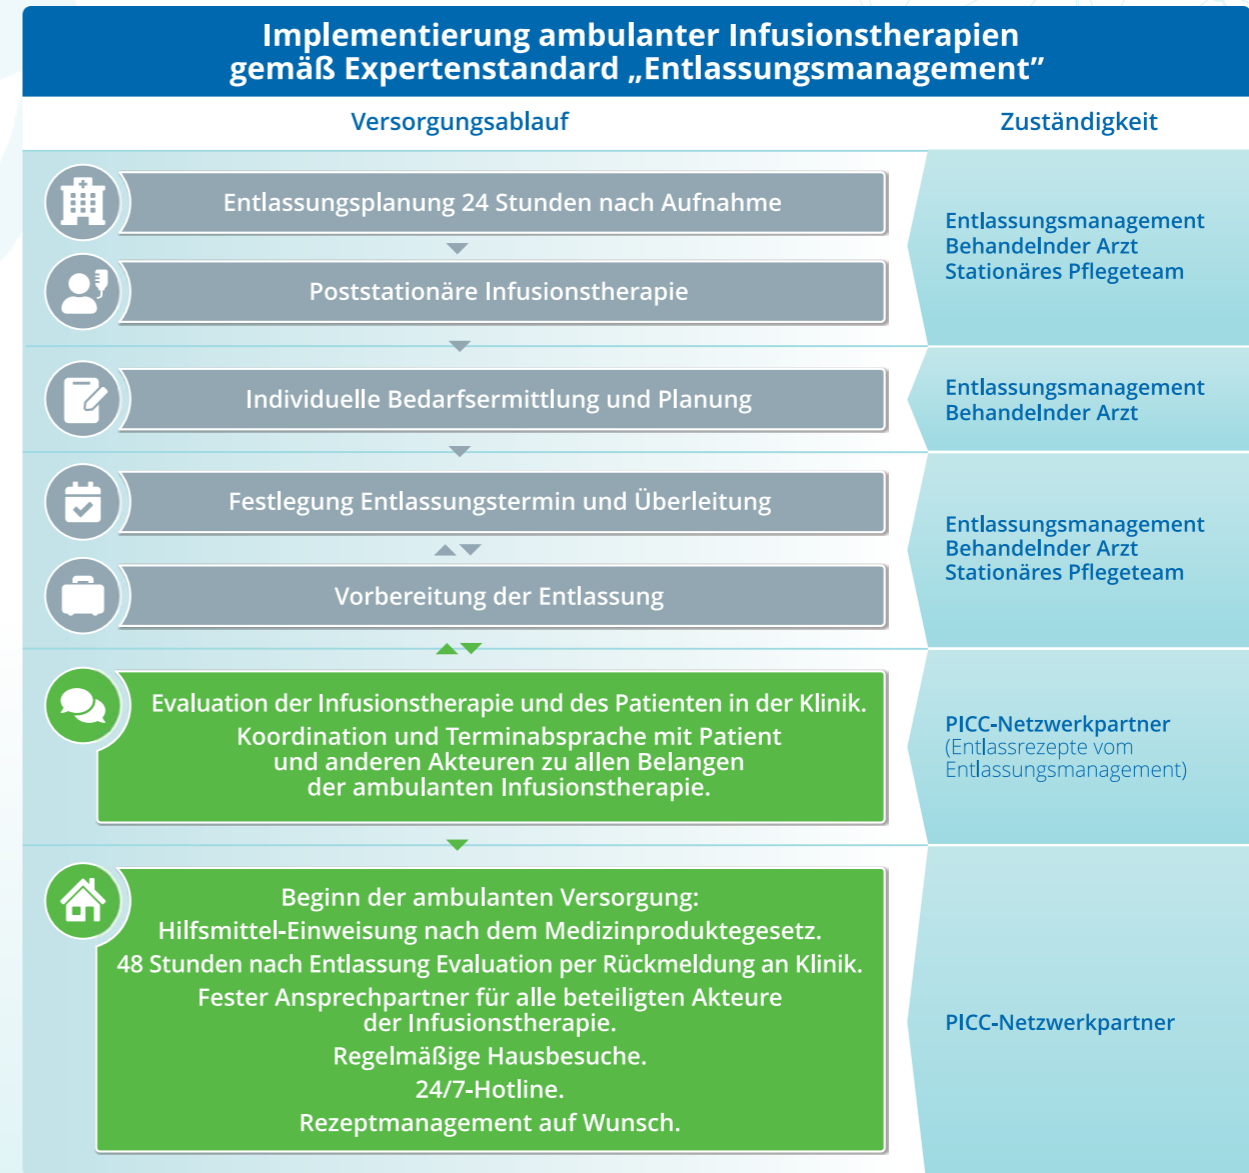 Implementierung ambulanter Infusionstherapien
gemäß Expertenstandard „Entlassungsmanagement”
Versorgungsablauf
Zuständigkeit
Entlassungsplanung 24 Stunden nach Aufnahme
Poststationäre Infusionstherapie
Entlassungsmanagement
Behandelnder Arzt
Stationäres Pflegeteam
Individuelle Bedarfsermittlung und Planung
Entlassungsmanagement
Behandelnder Arzt
Festlegung Entlassungstermin und Überleitung
Vorbereitung der Entlassung
Entlassungsmanagement
Behandelnder Arzt
Stationäres Pflegeteam
Evaluation der Infusionstherapie und des Patienten in der Klinik.
Koordination und Terminabsprache mit Patient
und anderen Akteuren zu allen Belangen
der ambulanten Infusionstherapie.
PICC-Netzwerkpartner
(Entlassrezepte vom
Entlassungsmanagement)
Beginn der ambulanten Versorgung:
Hilfsmittel-Einweisung nach dem Medizinproduktegesetz.
48 Stunden nach Entlassung Evaluation per Rückmeldung an Klinik.
Fester Ansprechpartner für alle beteiligten Akteure
der Infusionstherapie.
Regelmäßige Hausbesuche.
24/7-Hotline.
Rezeptmanagement auf Wunsch.
PICC-Netzwerkpartner